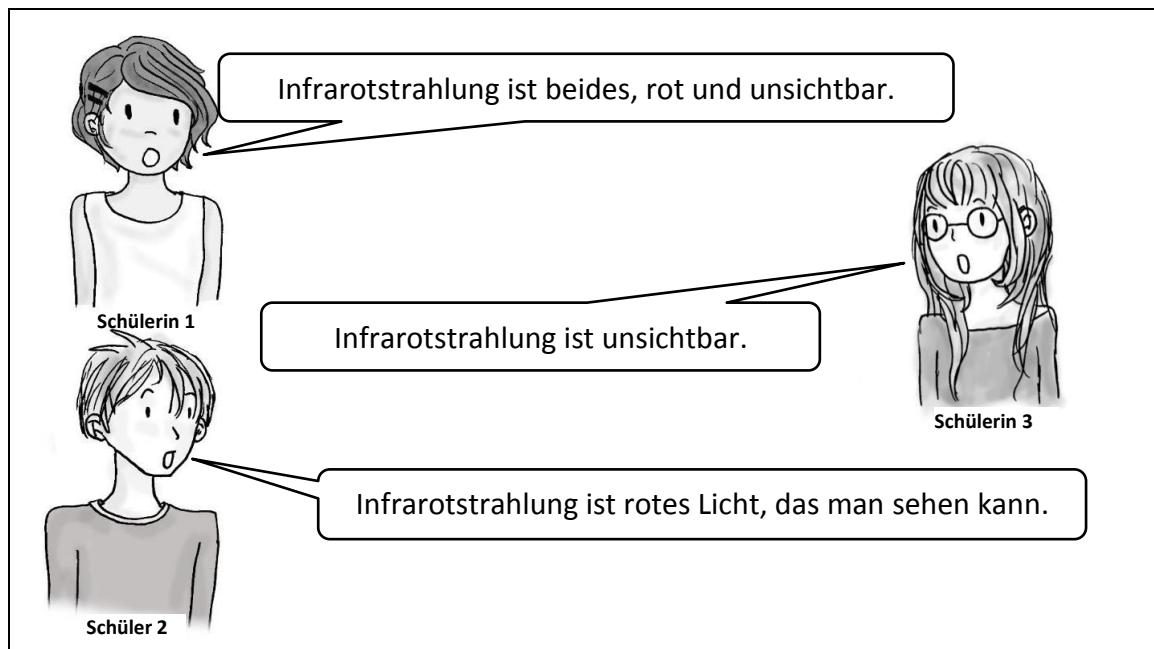 Infrarotstrahlung ist beides, rot und unsichtbar.
Schülerin 1
Infrarotstrahlung ist unsichtbar.
Schülerin 3
Infrarotstrahlung ist rotes Licht, das man sehen kann.
Schüler 2